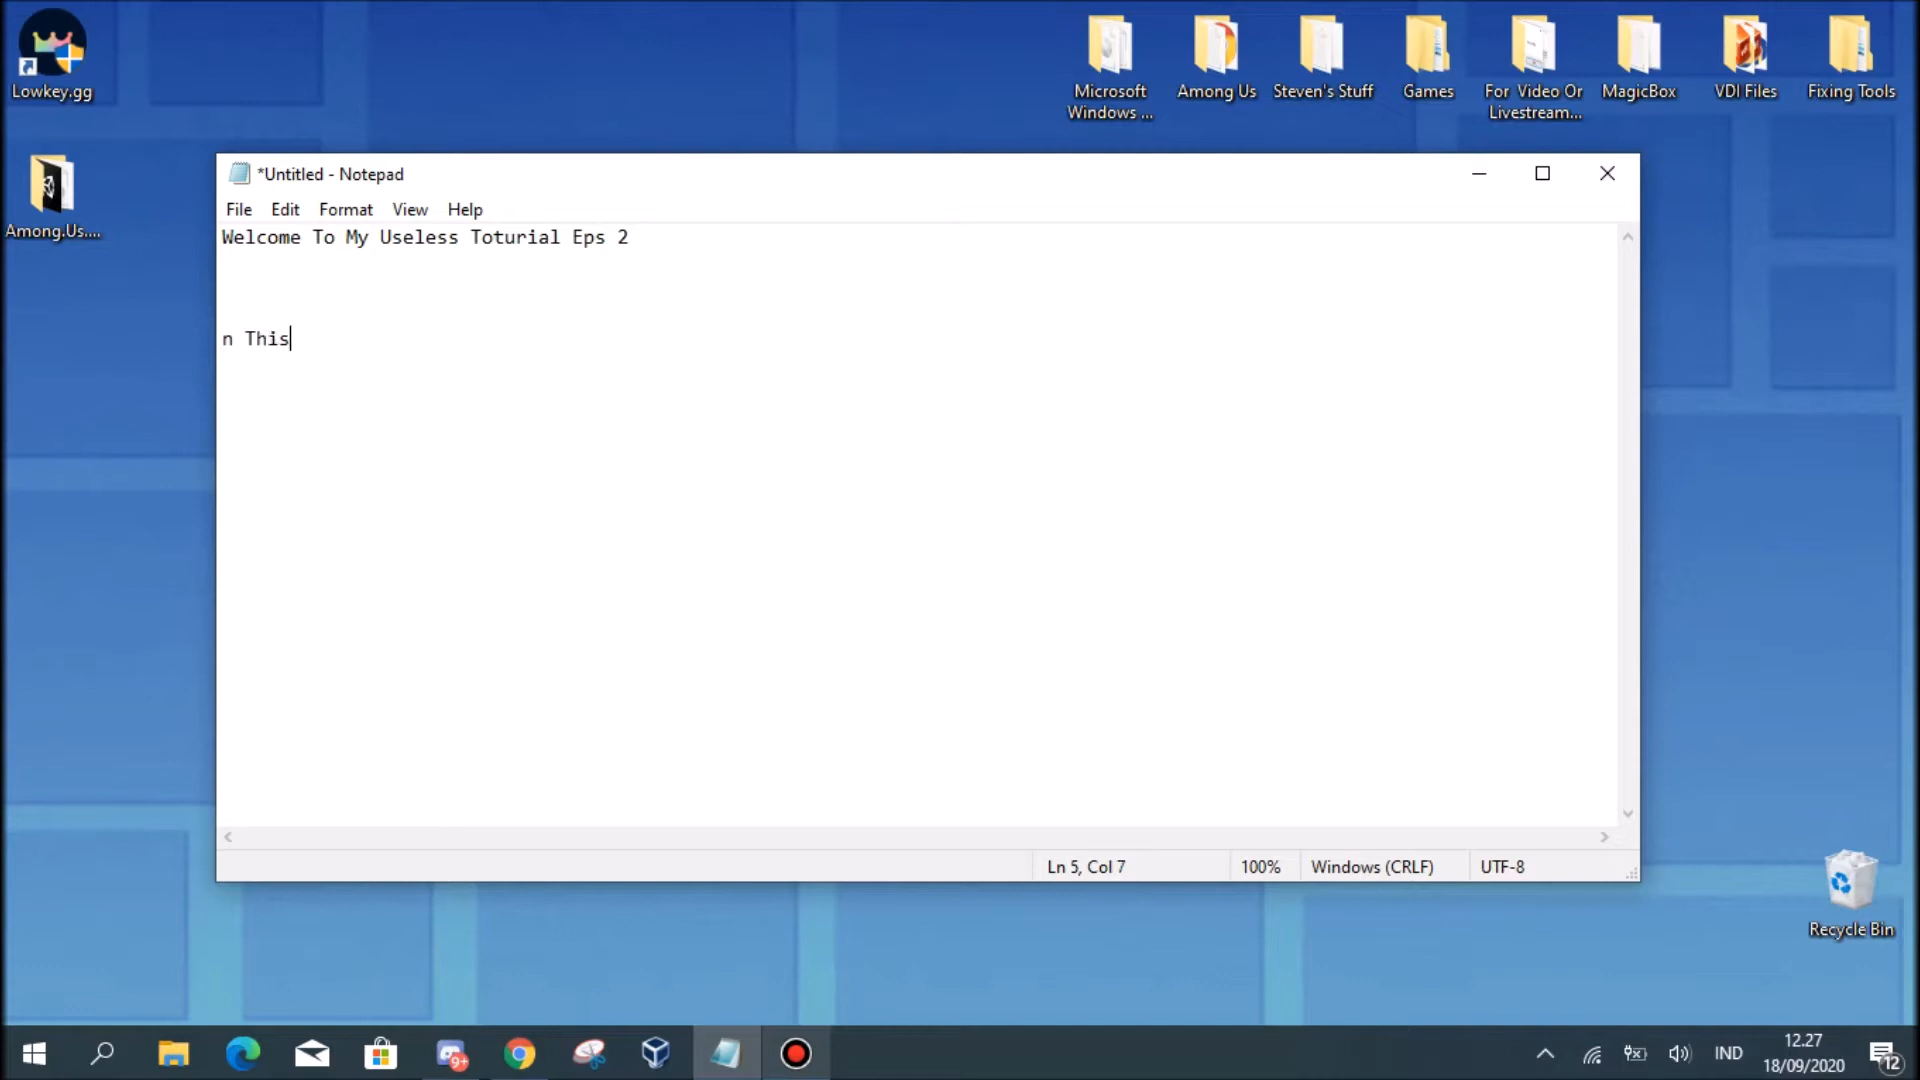 Lowkey.gg
Microsoft
Windows ...
Among Us
Steven's Stuff
Games
For Video Or
Livestream...
MagicBox
VDI Files
Fixing Tools
Among.Us....
*Untitled - Notepad
File Edit Format View Help
Welcome To My Useless Toturial Eps 2
n This
Ln 5, Col 7
100%
Windows (CRLF)
UTF-8
Recycle Bin
9+
IND
12.27
18/09/2020
12